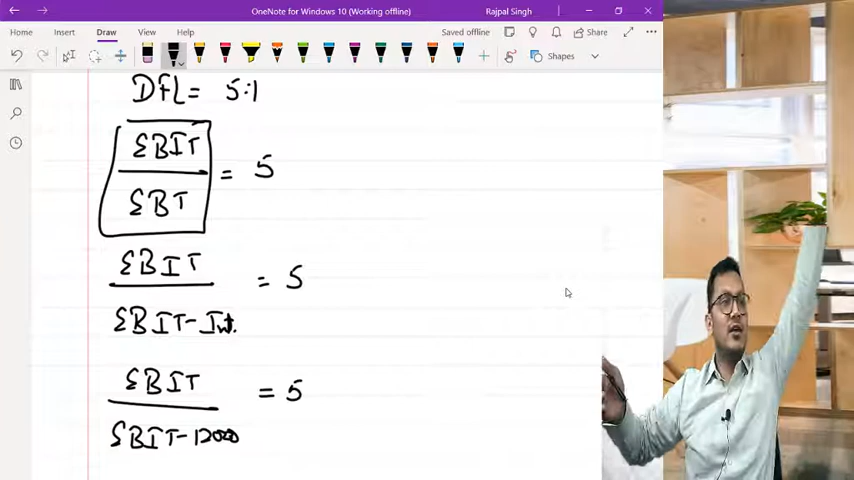 OneNote for Windows 10 (Working offline)
Rajpal Singh
Home Insert Draw View Help
Saved offline
Share
Shapes
DFL = 5:1
EBIT
= 5
EBT
EBIT
= 5
EBIT-Int.
EBIT
= 5
EBIT-12000